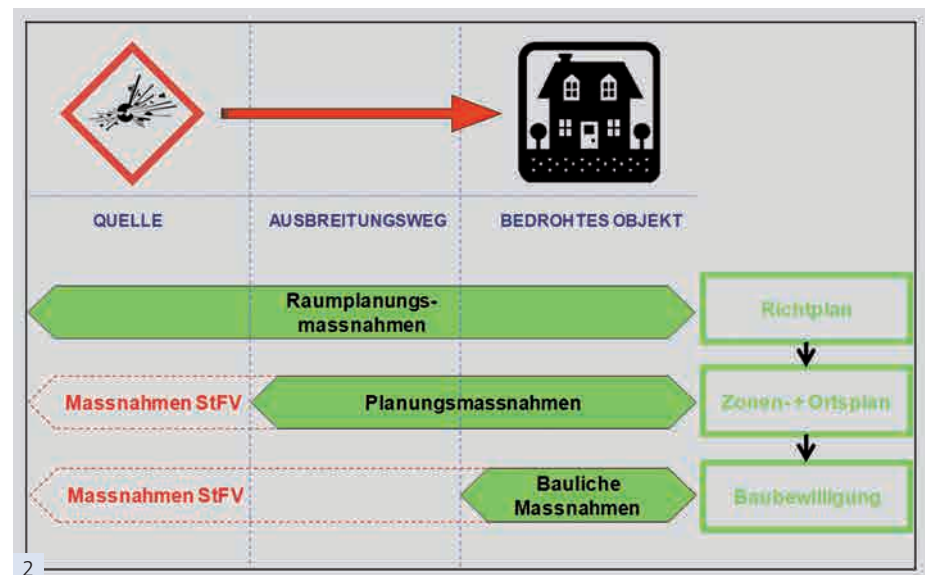 QUELLE
AUSBREITUNGSWEG
BEDROHTES OBJEKT
Raumplanungs-
massnahmen
Richtplan
Massnahmen StFV
Planungsmassnahmen
Zonen-+Ortsplan
Massnahmen StFV
Bauliche
Massnahmen
Baubewilligung
2